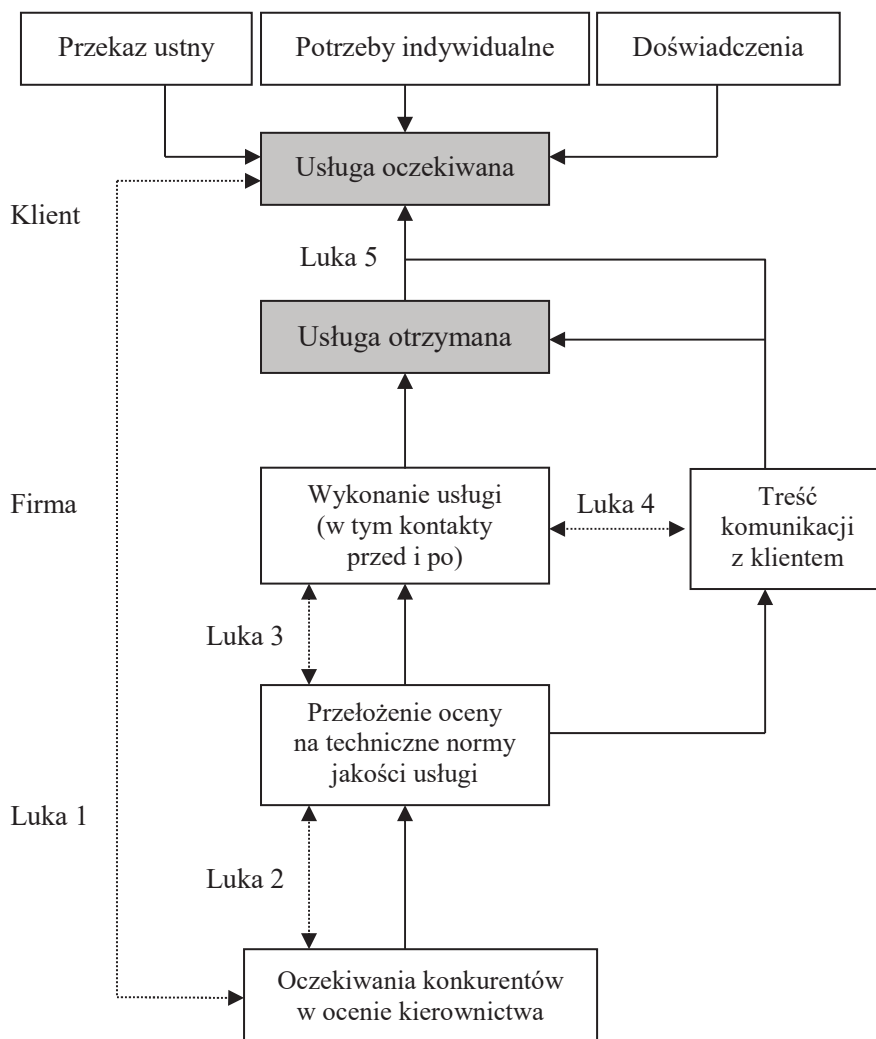 Przekaz ustny
Potrzeby indywidualne
Doświadczenia
Usługa oczekiwana
Klient
Luka 5
Usługa otrzymana
Firma
Wykonanie usługi
(w tym kontakty
przed i po)
Luka 4
Treść
komunikacji
z klientem
Luka 3
Przełożenie oceny
na techniczne normy
jakości usługi
Luka 1
Luka 2
Oczekiwania konkurentów
w ocenie kierownictwa